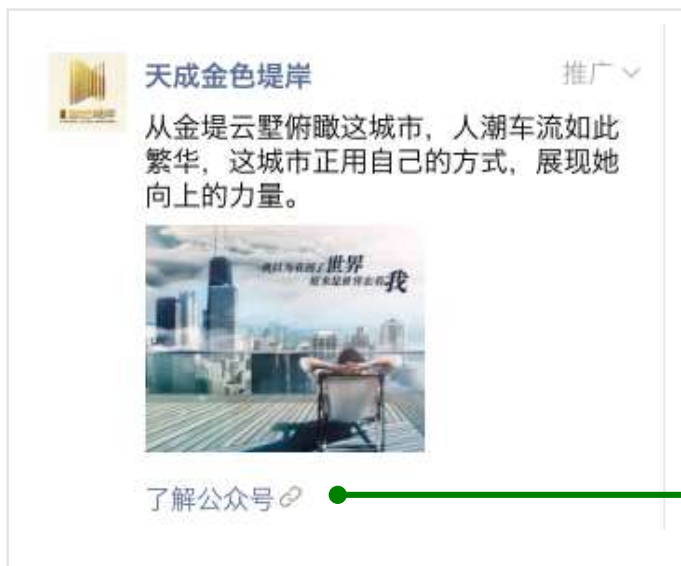 天成金色堤岸
推广
从金堤云墅俯瞰这城市，人潮车流如此
繁华，这城市正用自己的方式，展现她
向上的力量。
世界
我
了解公众号